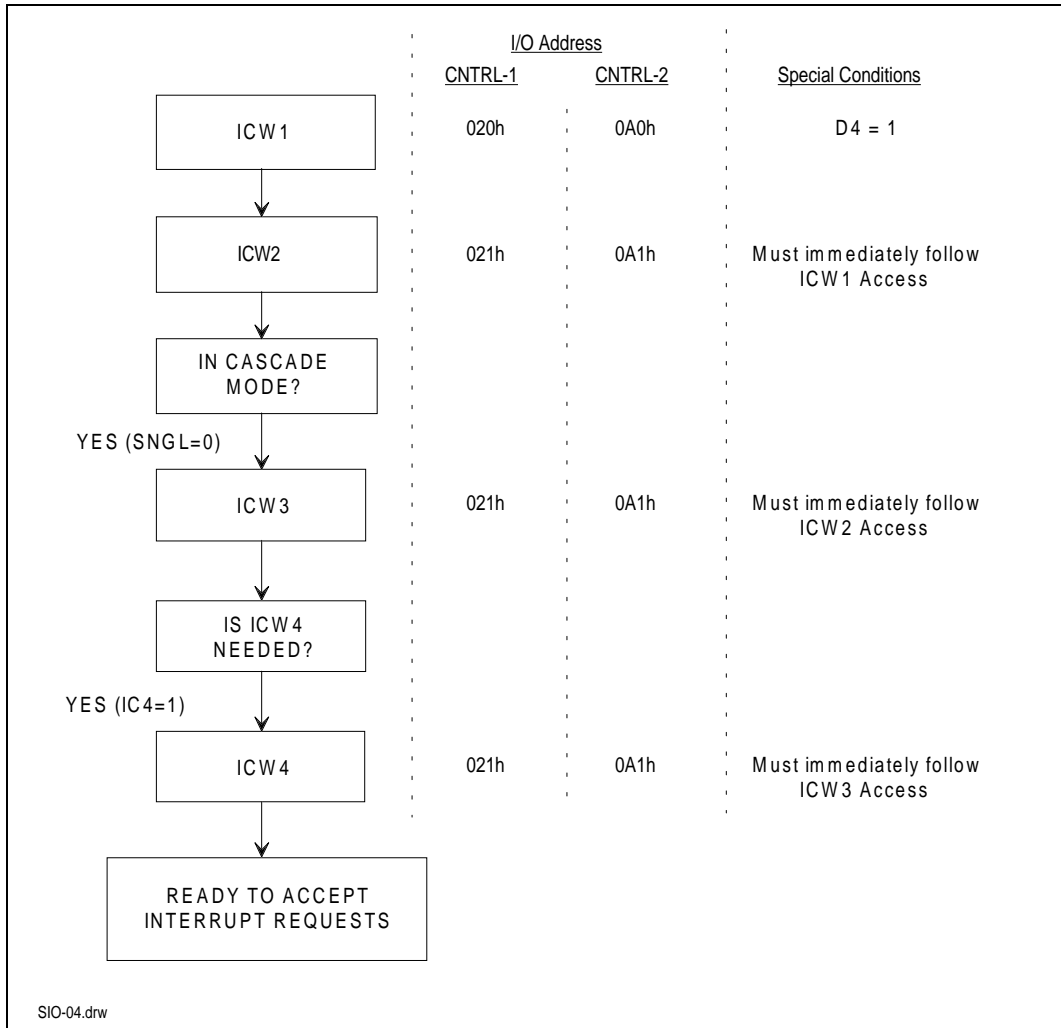 I/O Address
CNTRL-1 CNTRL-2 Special Conditions
ICW1 020h 0A0h D4 = 1
ICW2 021h 0A1h Must immediately follow
ICW1 Access
IN CASCADE
MODE?
YES (SNGL=0)
ICW3 021h 0A1h Must immediately follow
ICW2 Access
IS ICW4
NEEDED?
YES (IC4=1)
ICW4 021h 0A1h Must immediately follow
ICW3 Access
READY TO ACCEPT
INTERRUPT REQUESTS
SIO-04.drw